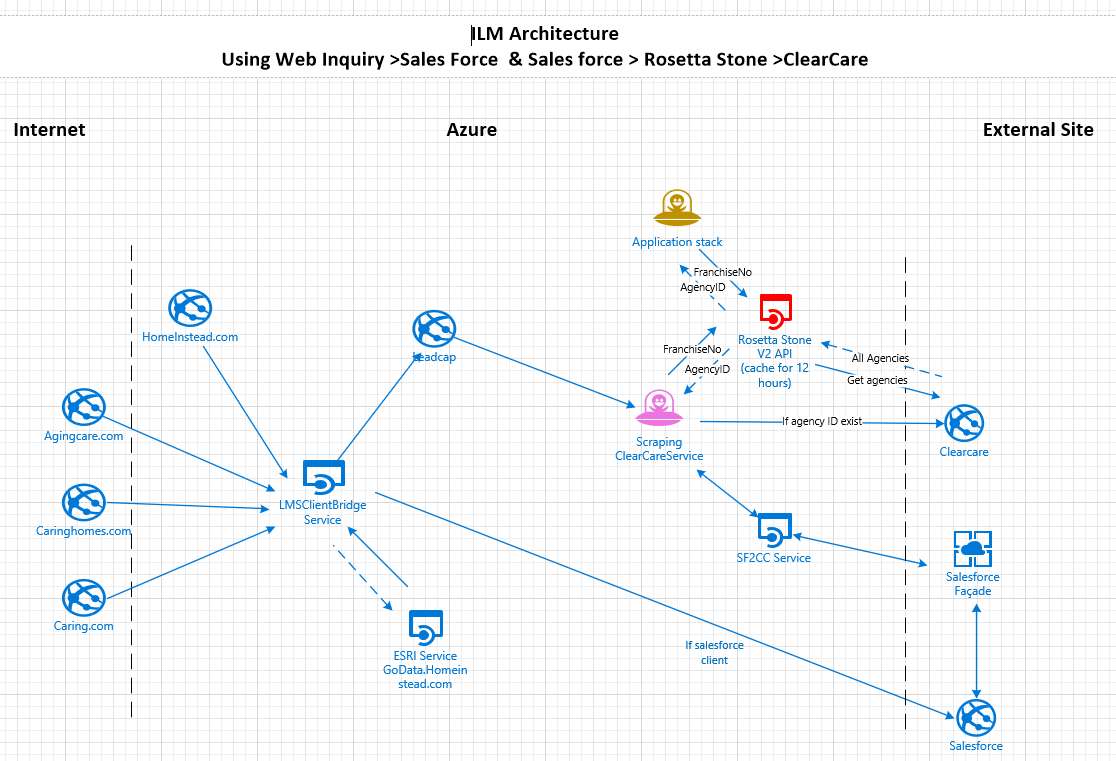 ILM Architecture
Using Web Inquiry >Sales Force & Sales force > Rosetta Stone >ClearCare
Internet
Azure
External Site
Application stack
FranchiseNo
AgencyID
HomeInstead.com
Leadcap
Rosetta Stone
V2 API
(cache for 12
hours)
FranchiseNo
AgencyID
All Agencies
Get agencies
Agingcare.com
Scraping
ClearCareService
If agency ID exist
Clearcare
LMSClientBridge
Service
Caringhomes.com
SF2CC Service
Salesforce
Façade
Caring.com
ESRI Service
GoData.Homein
stead.com
If salesforce
client
Salesforce